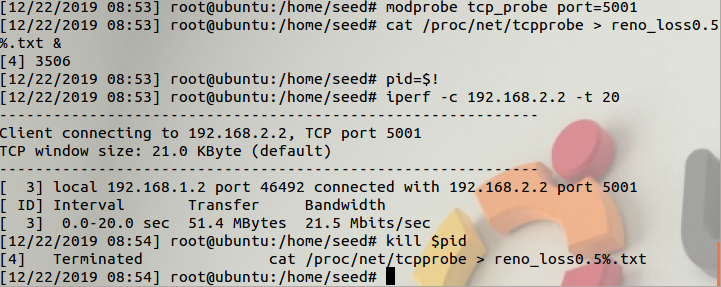 [12/22/2019 08:53] root@ubuntu:/home/seed# modprobe tcp_probe port=5001
[12/22/2019 08:53] root@ubuntu:/home/seed# cat /proc/net/tcpprobe > reno_loss0.5
%.txt &
[4] 3506
[12/22/2019 08:53] root@ubuntu:/home/seed# pid=$!
[12/22/2019 08:53] root@ubuntu:/home/seed# iperf -c 192.168.2.2 -t 20
------------------------------------------------------------
Client connecting to 192.168.2.2, TCP port 5001
TCP window size: 21.0 KByte (default)
------------------------------------------------------------
[  3] local 192.168.1.2 port 46492 connected with 192.168.2.2 port 5001
[ ID] Interval       Transfer     Bandwidth
[  3]  0.0-20.0 sec  51.4 MBytes  21.5 Mbits/sec
[12/22/2019 08:54] root@ubuntu:/home/seed# kill $pid
[4]   Terminated              cat /proc/net/tcpprobe > reno_loss0.5%.txt
[12/22/2019 08:54] root@ubuntu:/home/seed#